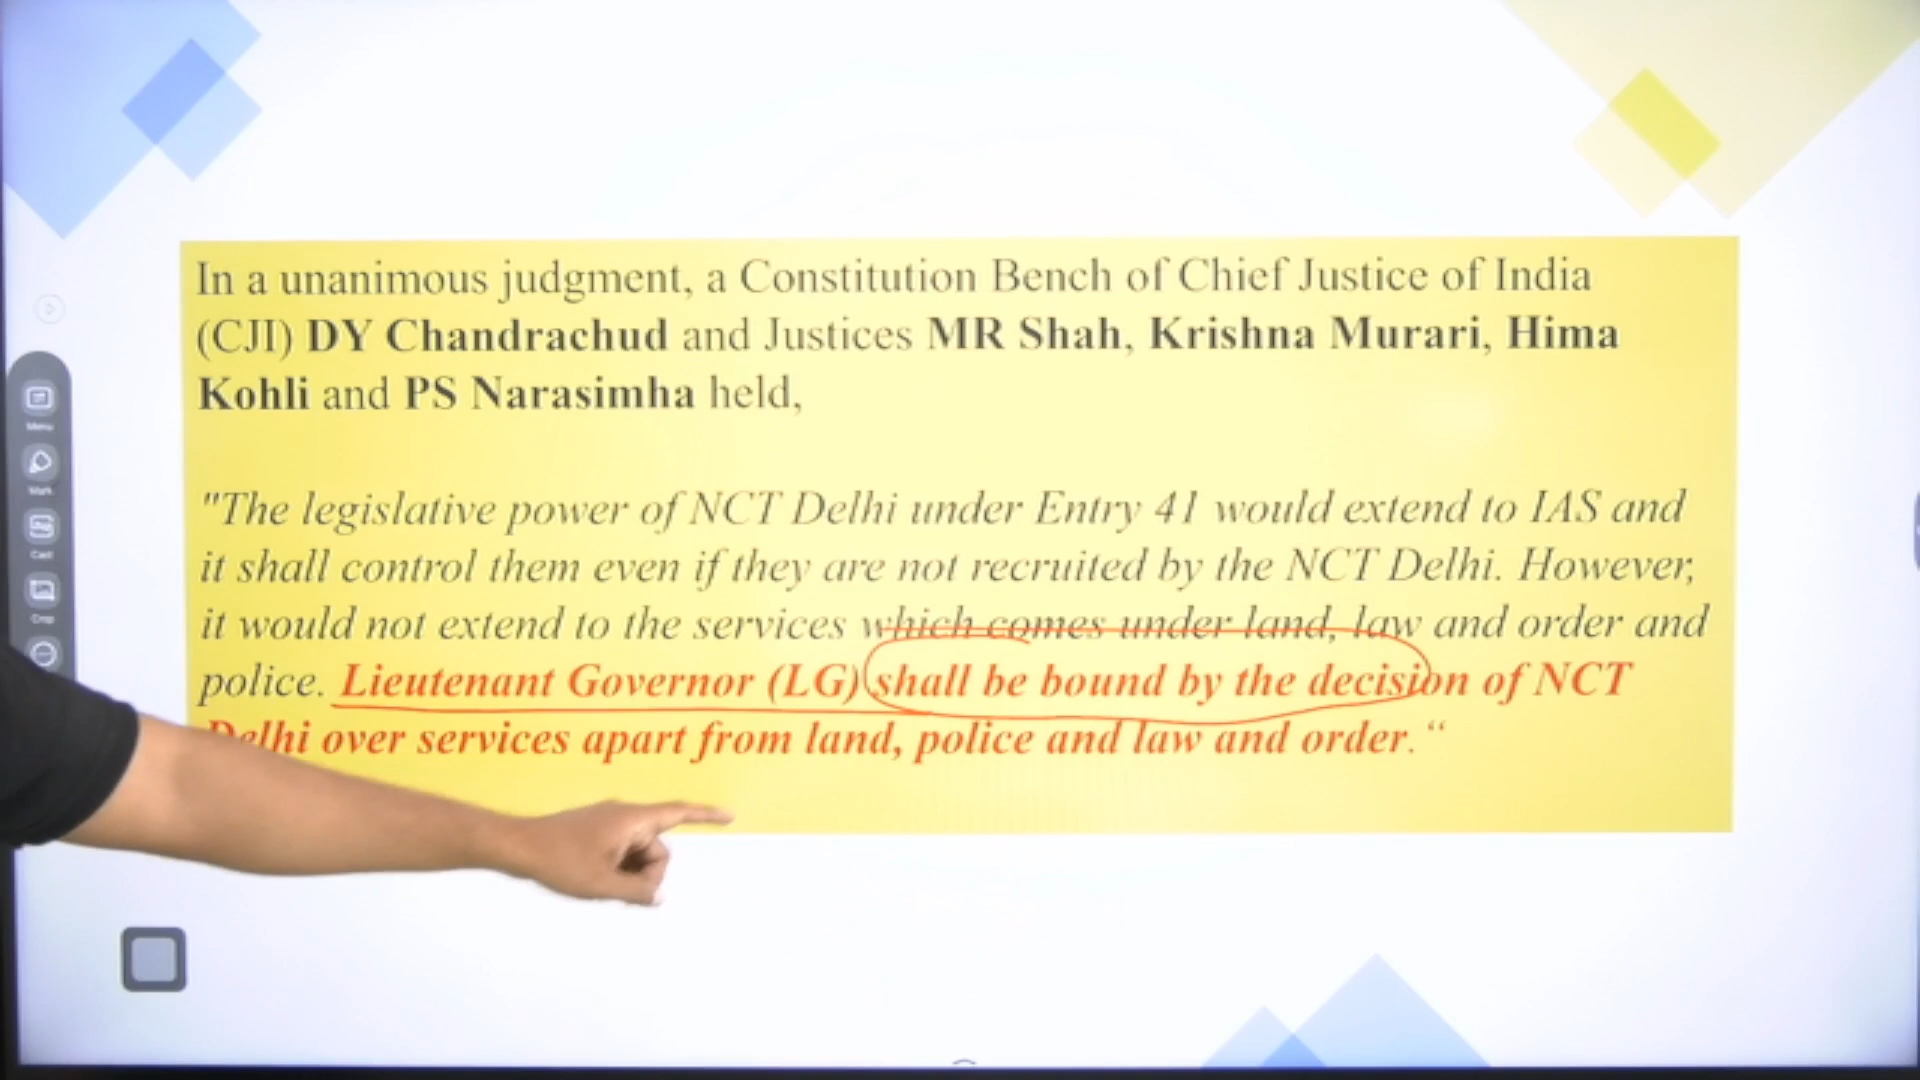 In a unanimous judgment, a Constitution Bench of Chief Justice of India
(CJI) DY Chandrachud and Justices MR Shah, Krishna Murari, Hima
Kohli and PS Narasimha held,
"The legislative power of NCT Delhi under Entry 41 would extend to IAS and
it shall control them even if they are not recruited by the NCT Delhi. However,
it would not extend to the services which comes under land, law and order and
police. Lieutenant Governor (LG) shall be bound by the decision of NCT
Delhi over services apart from land, police and law and order. “
Menu
Mark
Cast
Crop